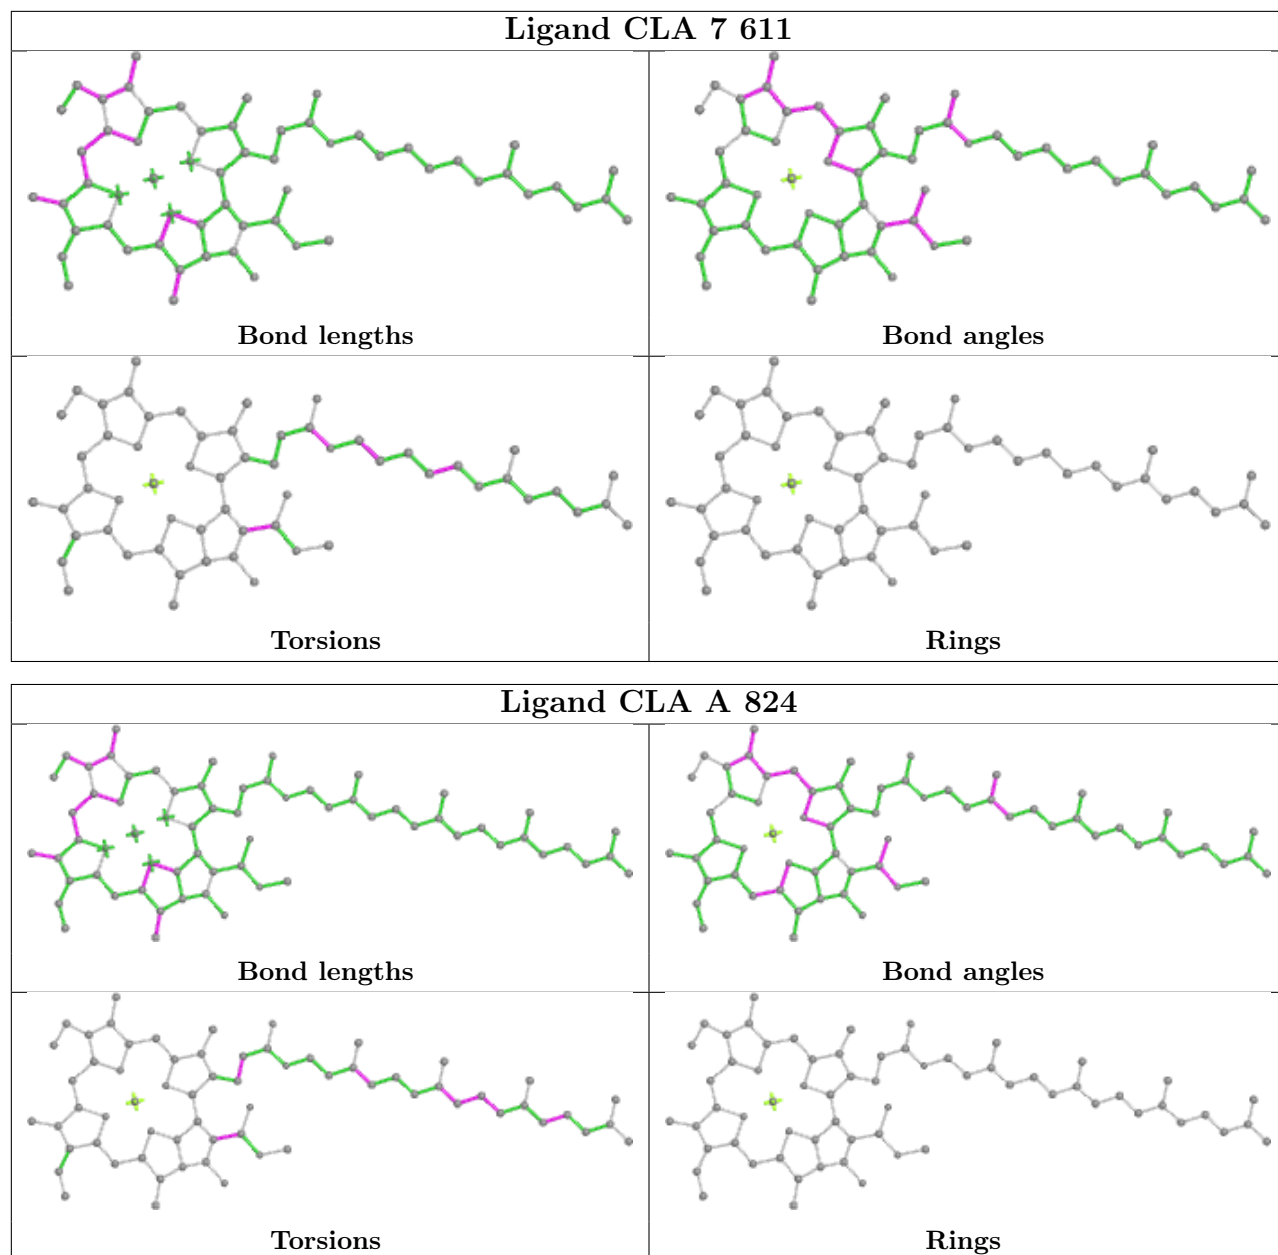 Ligand CLA 7 611
Bond lengths
Bond angles
Torsions
Rings
Ligand CLA A 824
Bond lengths
Bond angles
Torsions
Rings